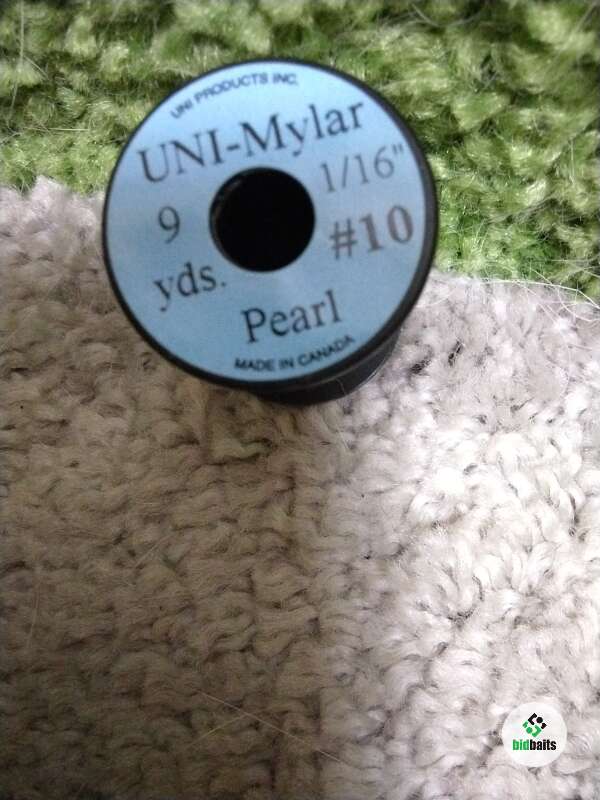 UNI PRODUCTS INC.
UNI-Mylar
9 1/16"
yds. #10
Pearl
MADE IN CANADA
bidbaits